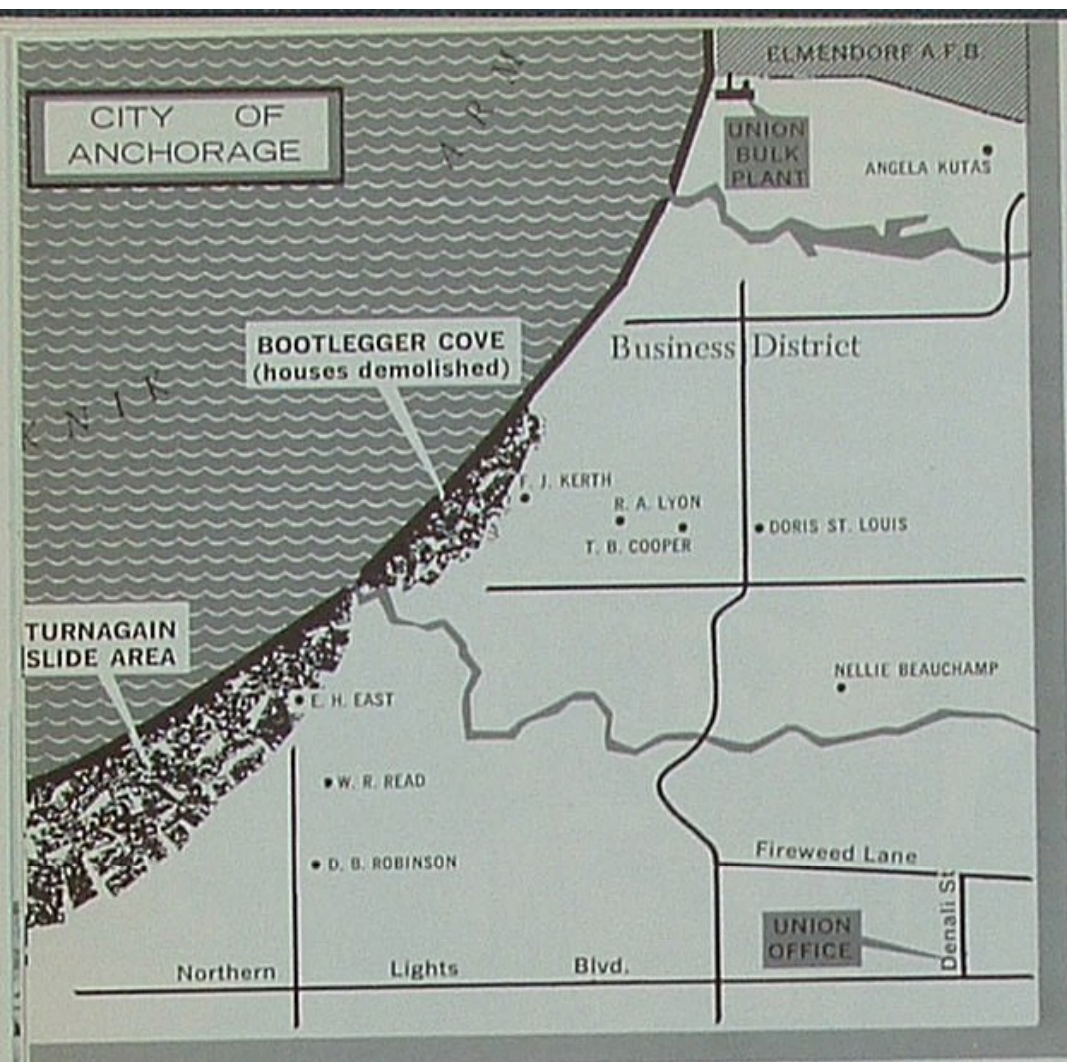 CITY OF
ANCHORAGE
KNIK ARM
ELMENDORF A.F.B.
UNION
BULK
PLANT
ANGELA KUTAS
Business District
BOOTLEGGER COVE
(houses demolished)
F. J. KERTH
R. A. LYON
T. B. COOPER
DORIS ST. LOUIS
TURNAGAIN
SLIDE AREA
NELLIE BEAUCHAMP
E. H. EAST
W. R. READ
D. B. ROBINSON
Fireweed Lane
Denali St
UNION
OFFICE
Northern Lights Blvd.